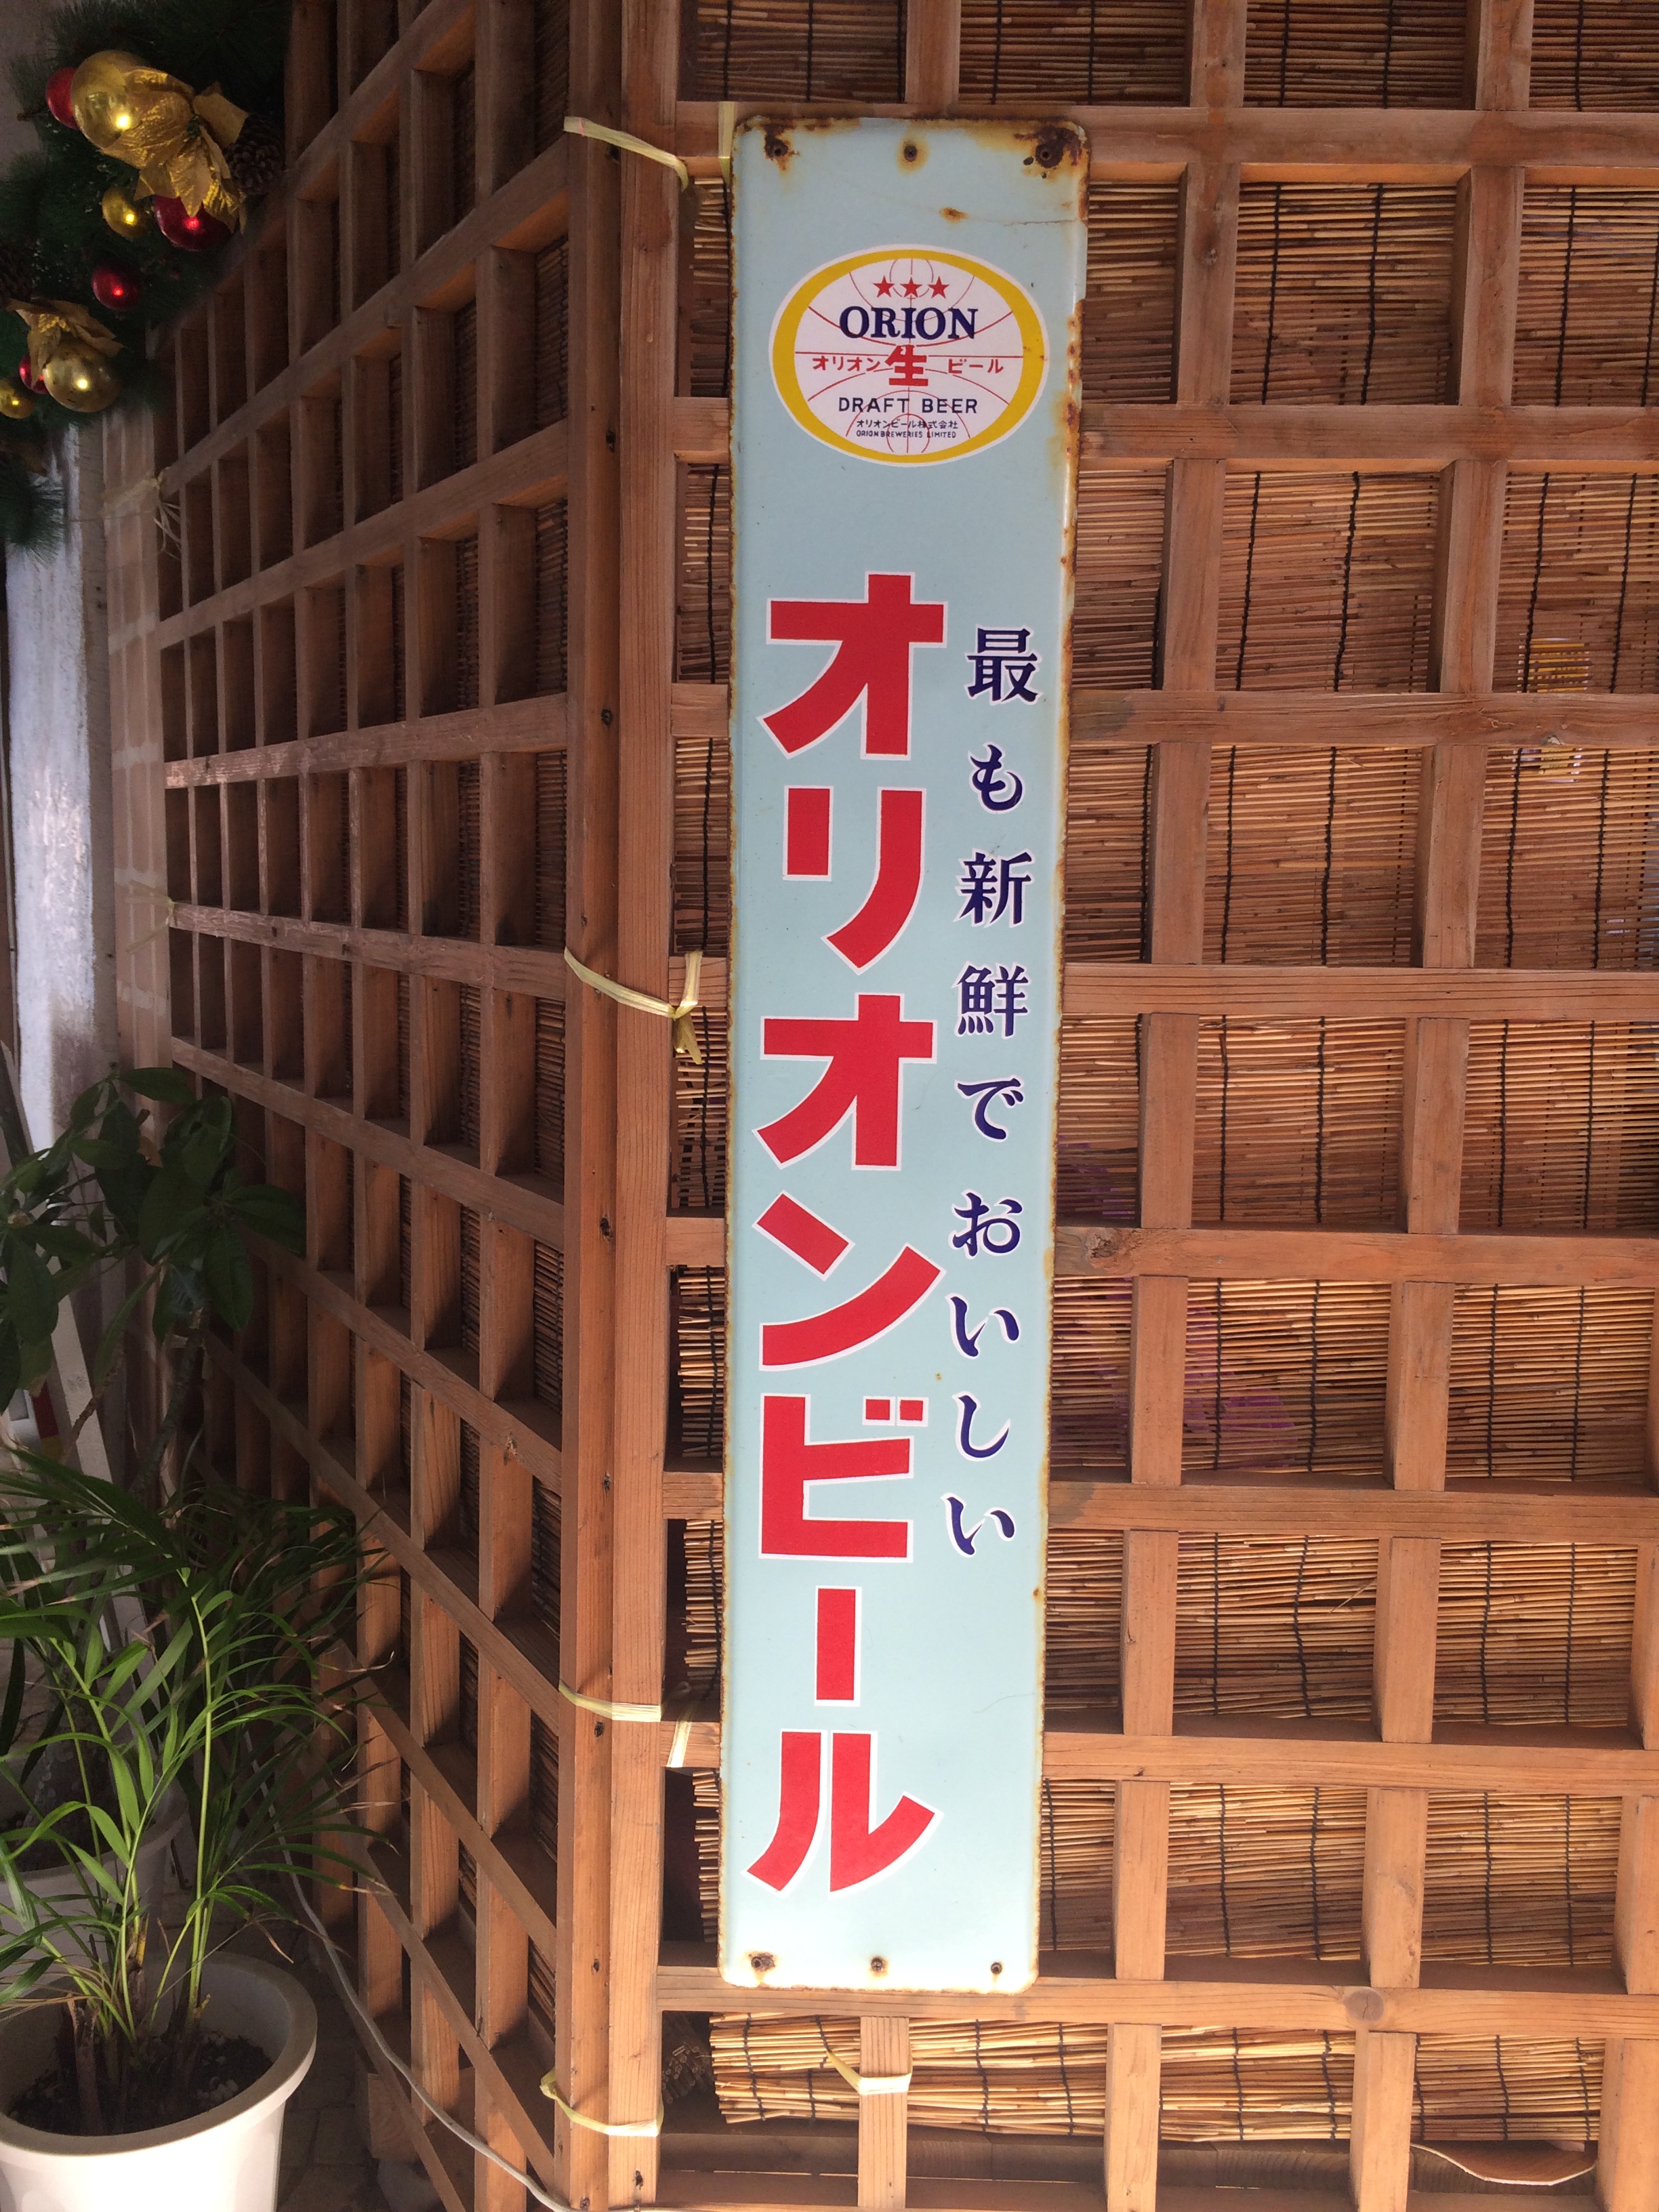 ORION
オリオン生ビール
DRAFT BEER
オリオンビール株式会社
ORION BREWERIES LIMITED
最も新鮮でおいしい
オリオンビール